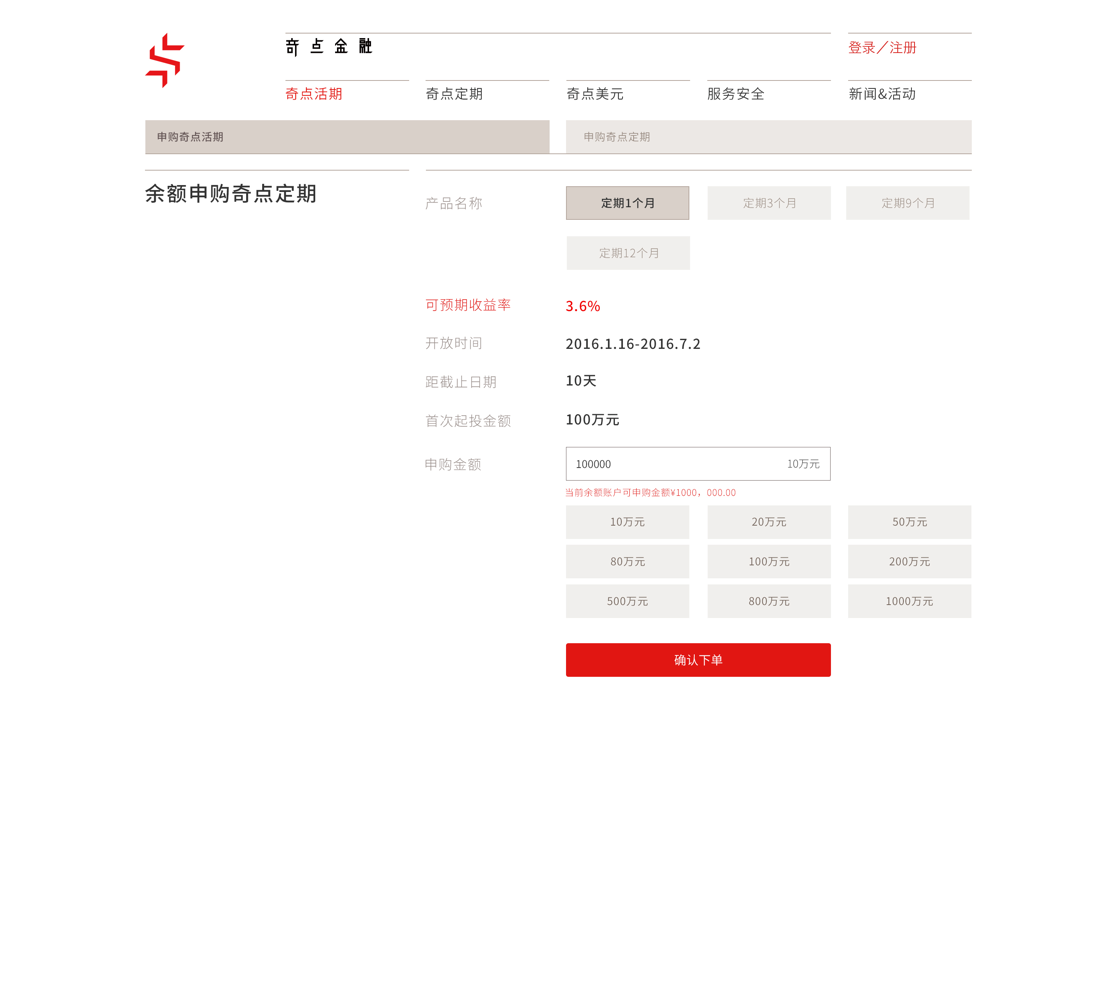 奇点金融
登录／注册
奇点活期 奇点定期 奇点美元 服务安全 新闻&活动
申购奇点活期 申购奇点定期
余额申购奇点定期
产品名称 定期1个月 定期3个月 定期9个月
定期12个月
可预期收益率 3.6%
开放时间 2016.1.16-2016.7.2
距截止日期 10天
首次起投金额 100万元
申购金额 100000 10万元
当前余额账户可申购金额¥1000，000.00
10万元 20万元 50万元
80万元 100万元 200万元
500万元 800万元 1000万元
确认下单